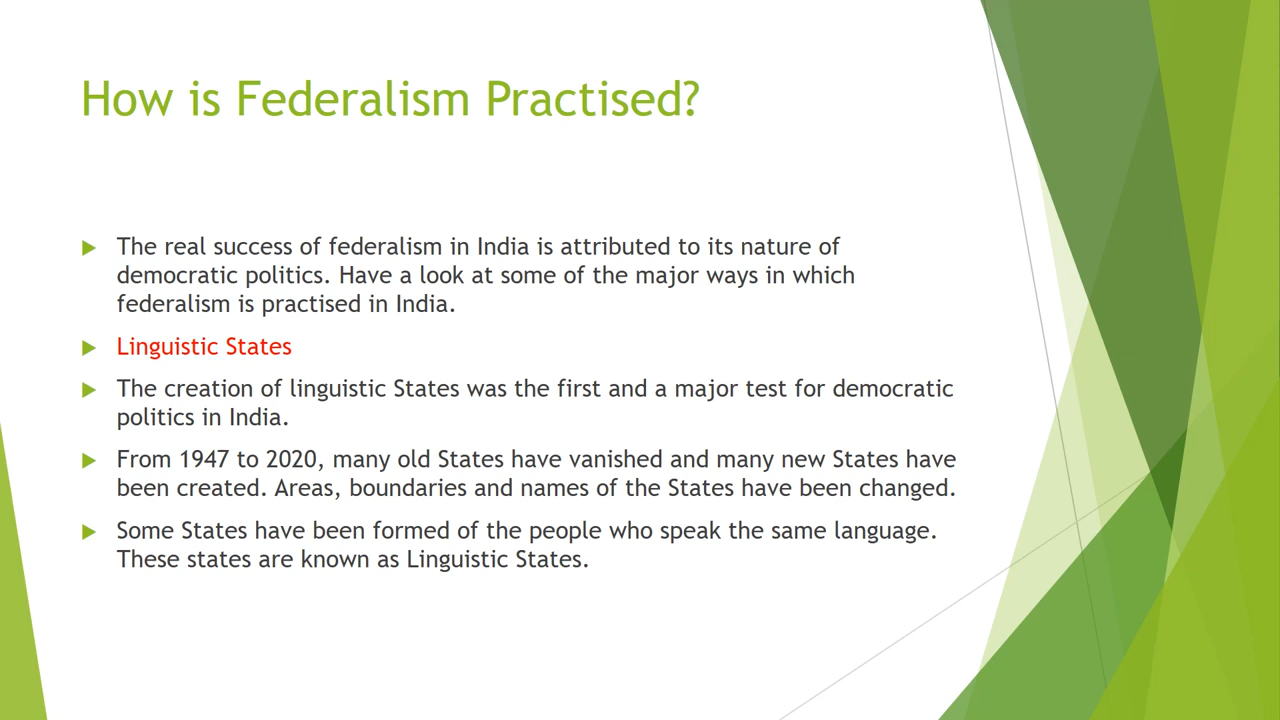 How is Federalism Practised?
The real success of federalism in India is attributed to its nature of
democratic politics. Have a look at some of the major ways in which
federalism is practised in India.
Linguistic States
The creation of linguistic States was the first and a major test for democratic
politics in India.
From 1947 to 2020, many old States have vanished and many new States have
been created. Areas, boundaries and names of the States have been changed.
Some States have been formed of the people who speak the same language.
These states are known as Linguistic States.